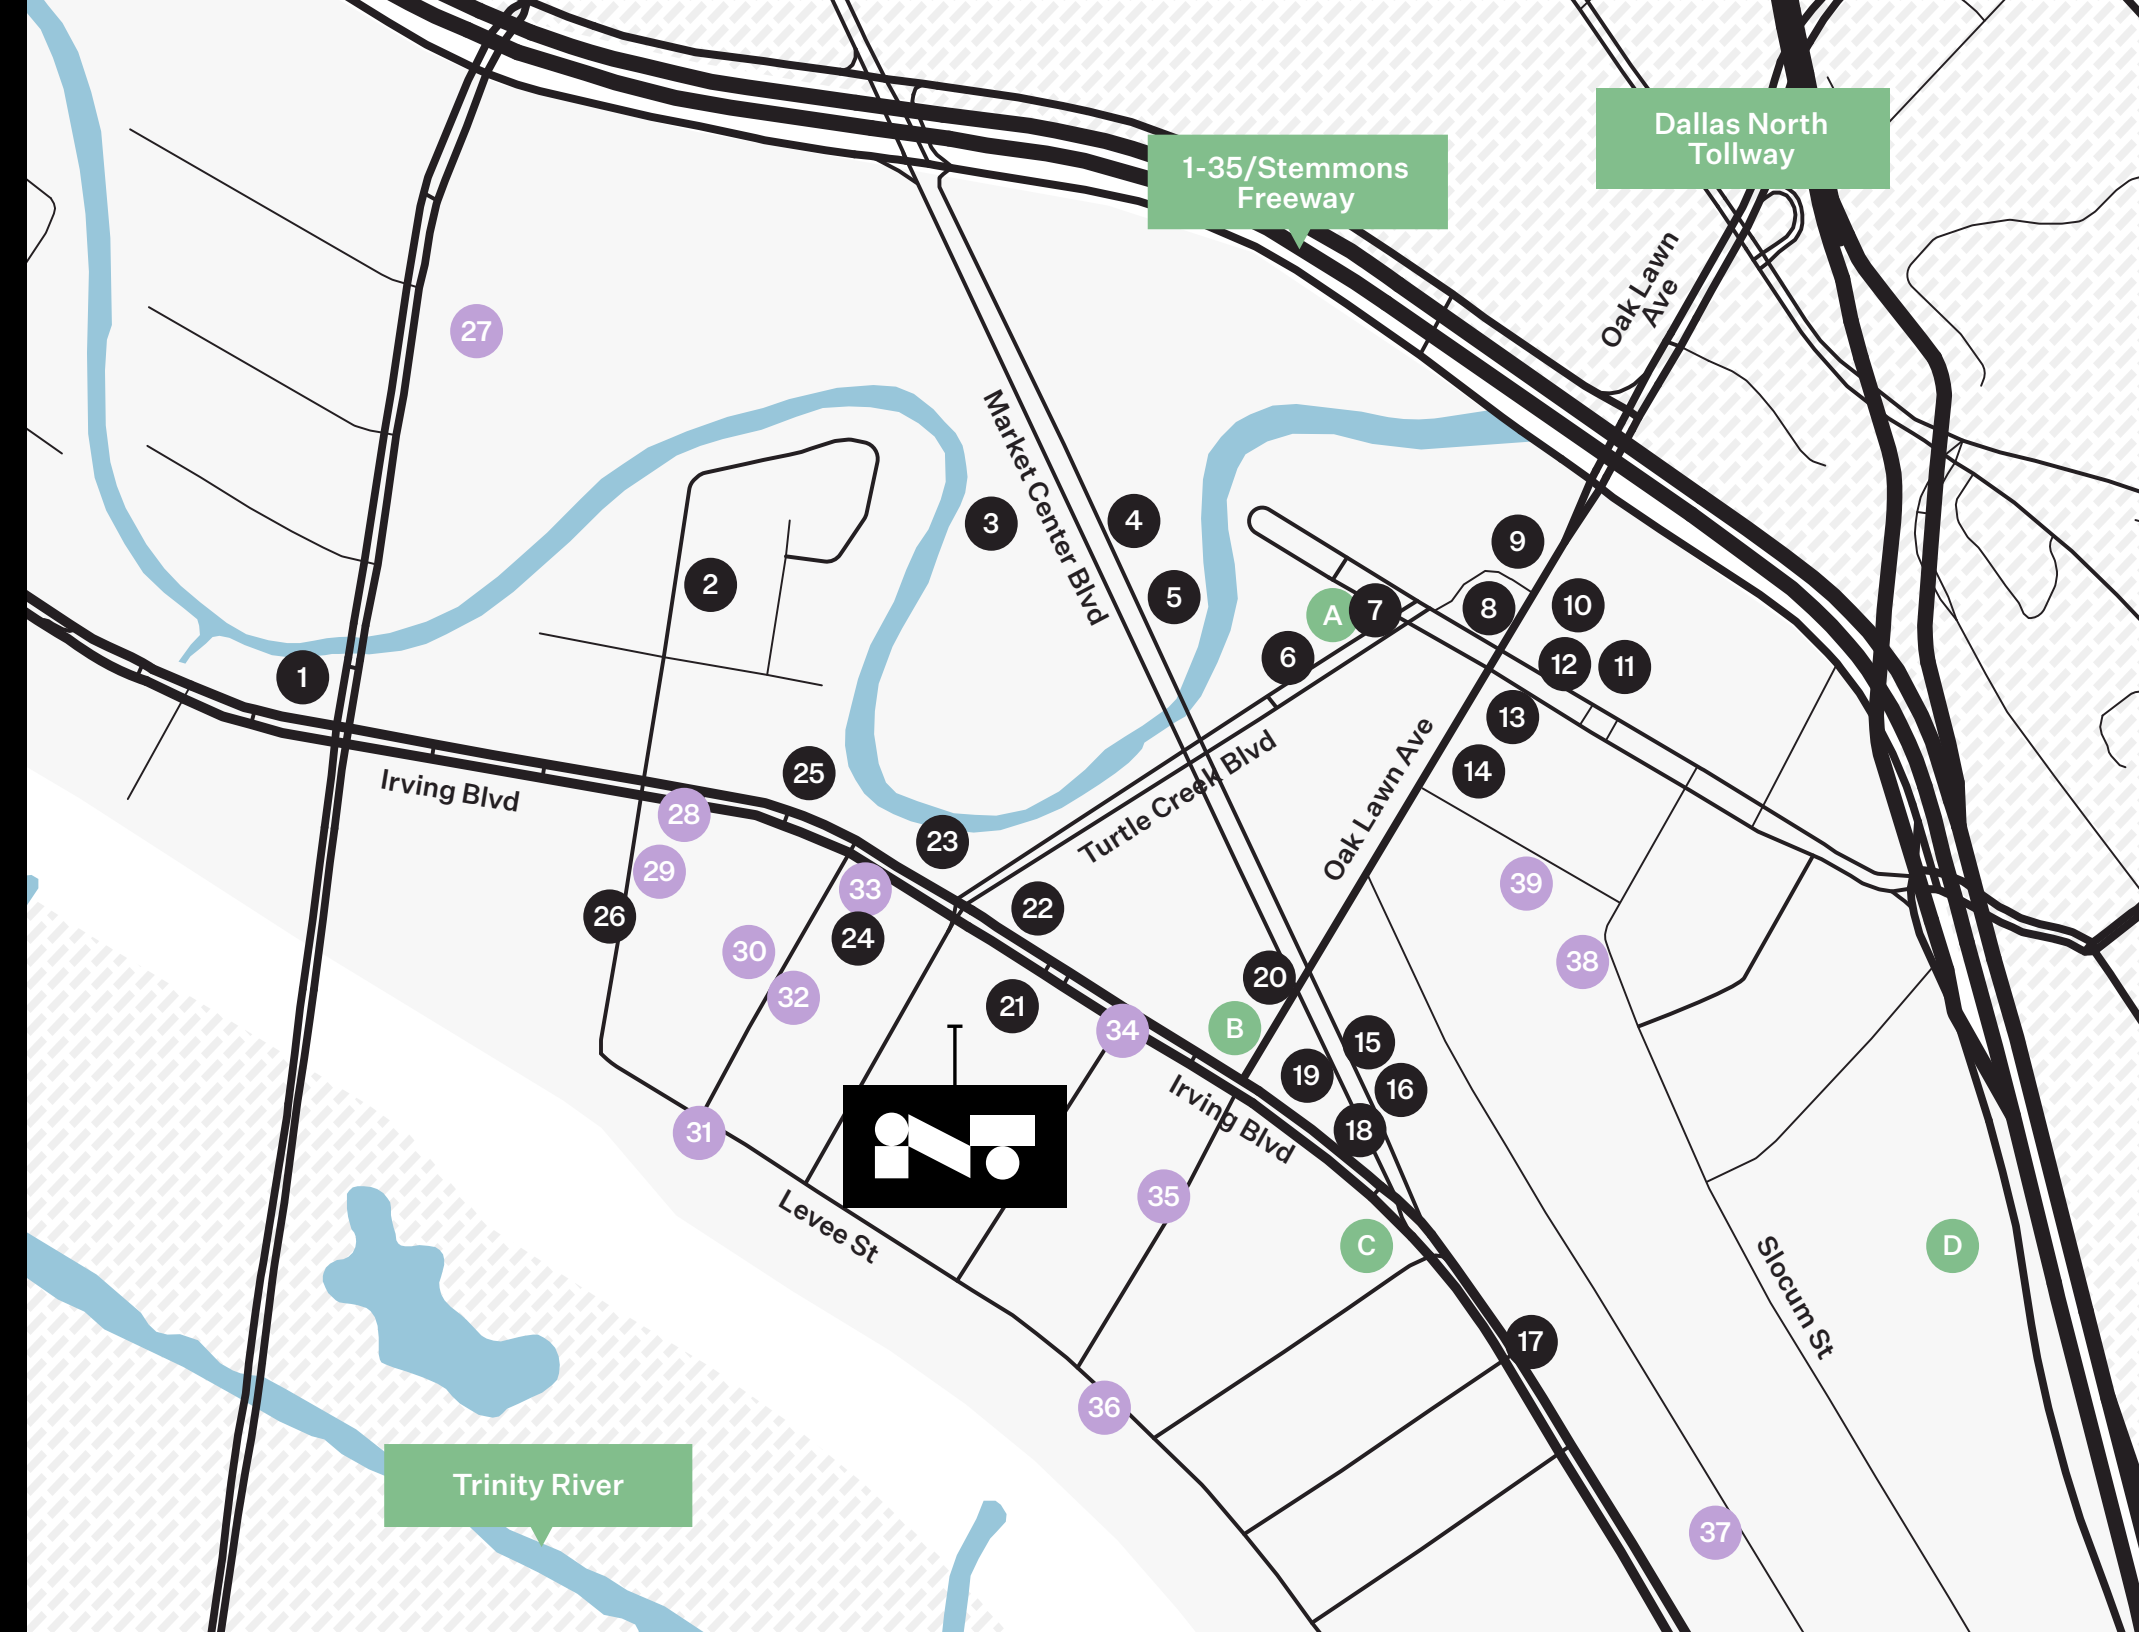 Dallas North
Tollway
1-35/Stemmons
Freeway
Oak Lawn
Ave
27
Market Center Blvd
3
4
9
2
5
A
7
8
10
6
12
11
1
13
25
14
Irving Blvd
Turtle Creek Blvd
Oak Lawn Ave
28
23
29
33
39
26
22
24
30
38
32
20
21
34
B
15
19
16
31
Irving Blvd
18
35
Levee St
C
D
Slocum St
17
36
Trinity River
37